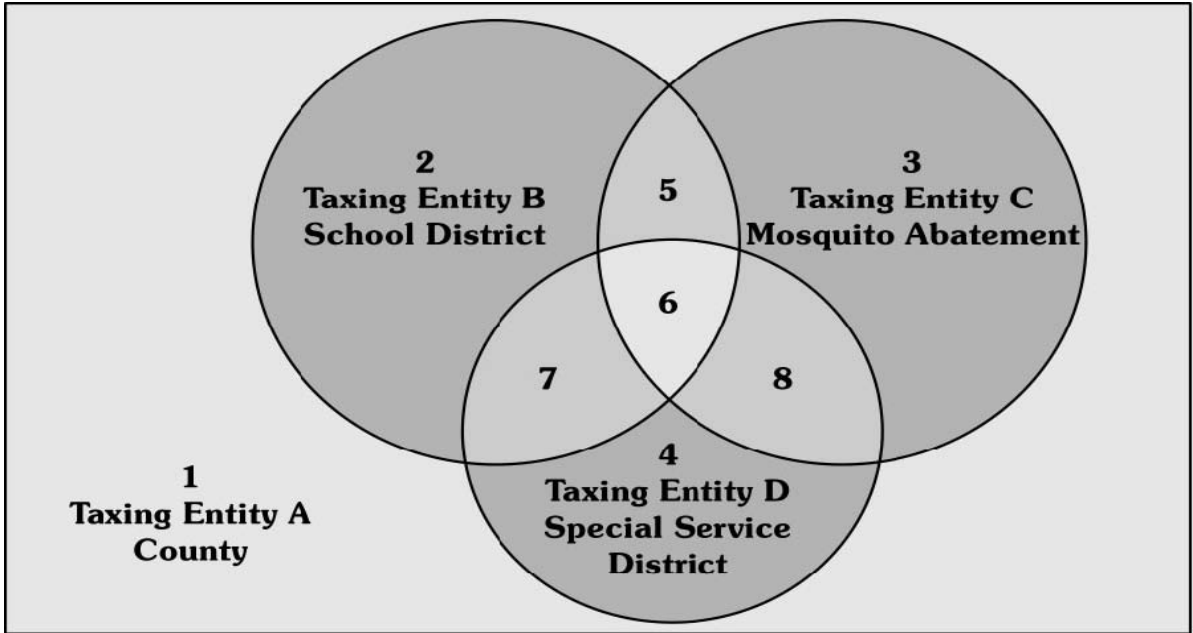 2
Taxing Entity B
School District
5
3
Taxing Entity C
Mosquito Abatement
6
7
8
4
Taxing Entity D
Special Service
District
1
Taxing Entity A
County